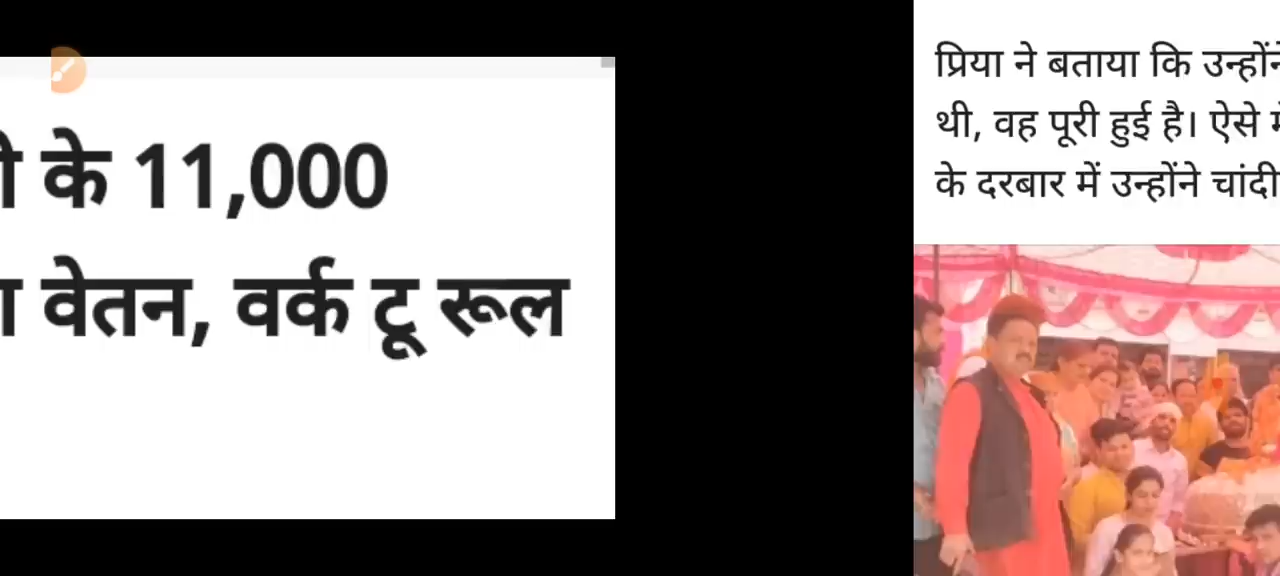 के 11,000
वेतन, वर्क टू रूल
प्रिया ने बताया कि
थी, वह पूरी हुई है। ऐसे
के दरबार में उन्होंने चांदी